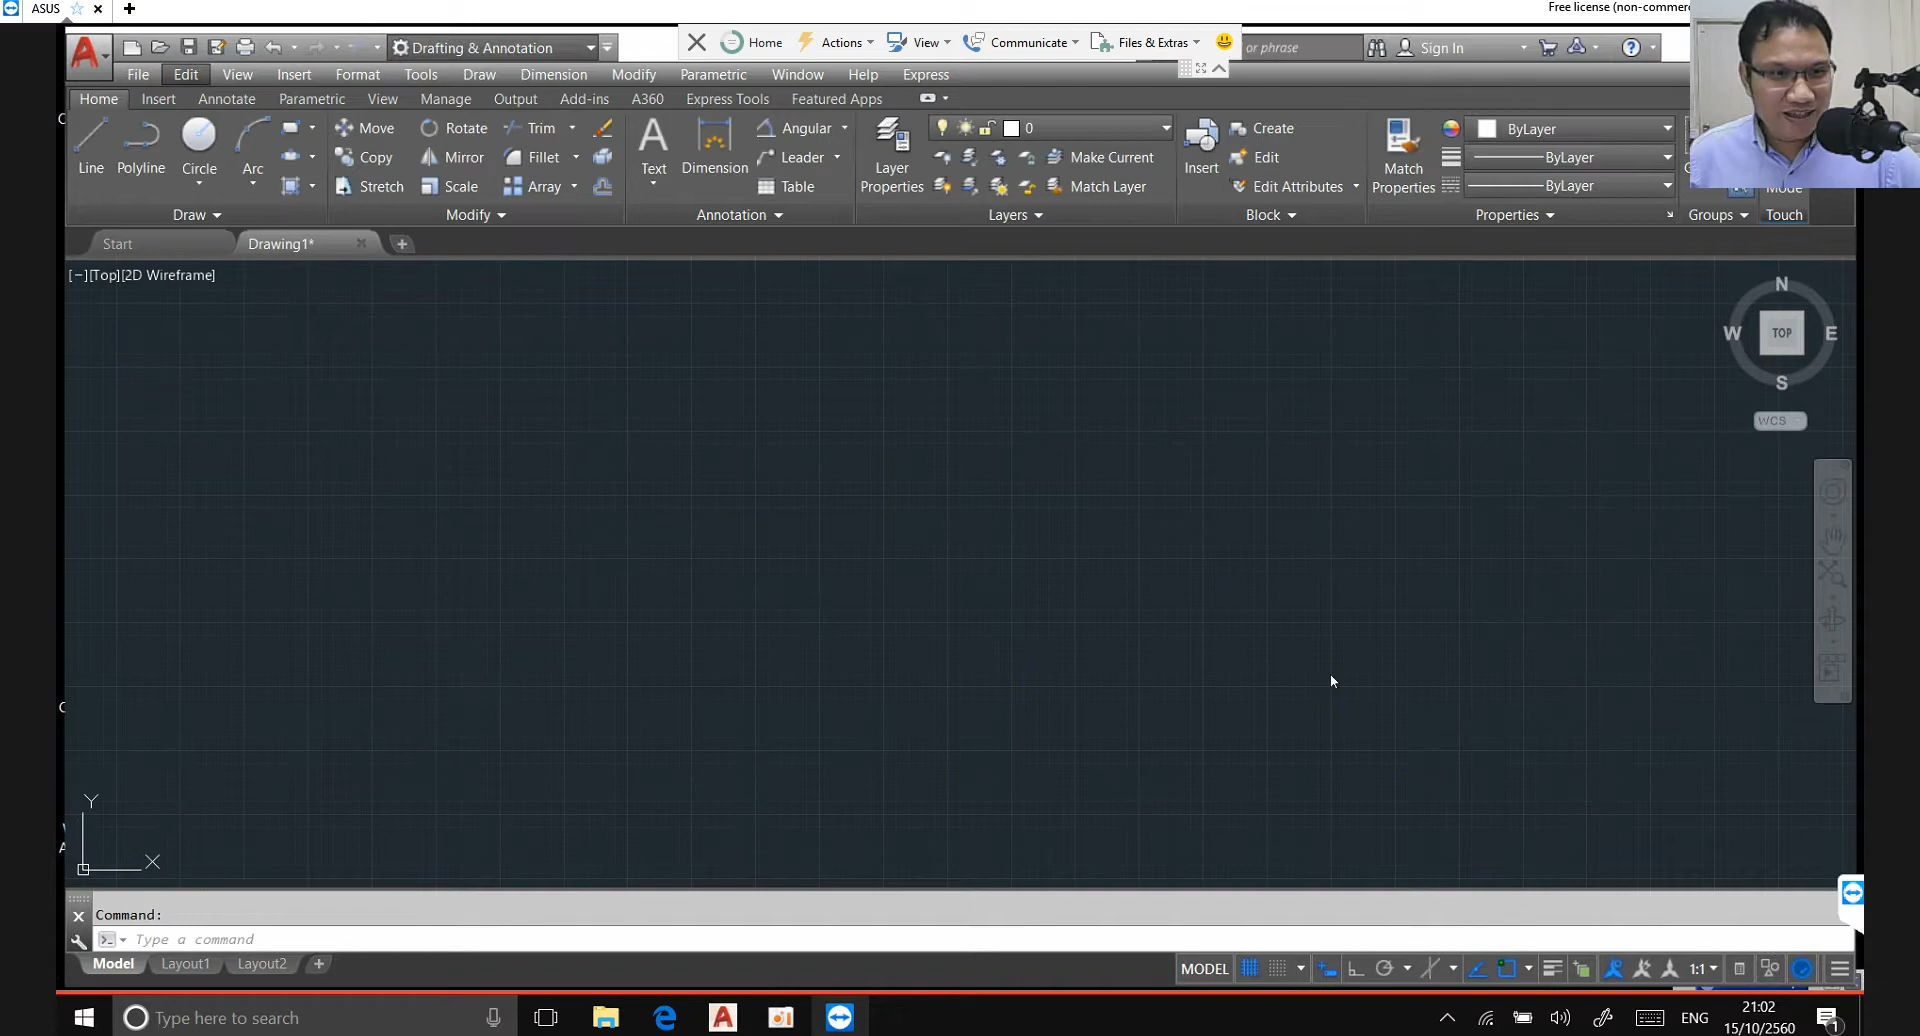 ASUS
Free license (non-commerc
Drafting & Annotation
Home
Actions
View
Communicate
Files & Extras
or phrase
Sign In
File
Edit
View
Insert
Format
Tools
Draw
Dimension
Modify
Parametric
Window
Help
Express
Home
Insert
Annotate
Parametric
View
Manage
Output
Add-ins
A360
Express Tools
Featured Apps
Line
Polyline
Circle
Arc
Move
Rotate
Trim
Copy
Mirror
Fillet
Stretch
Scale
Array
Text
Dimension
Angular
Leader
Table
Layer
Properties
0
Make Current
Match Layer
Insert
Create
Edit
Edit Attributes
Match
Properties
ByLayer
ByLayer
ByLayer
Mode
Draw
Modify
Annotation
Layers
Block
Properties
Groups
Touch
Start
Drawing1*
[−][Top][2D Wireframe]
N
W
TOP
E
S
WCS
Y
X
Command:
Type a command
Model
Layout1
Layout2
MODEL
1:1
Type here to search
ENG
21:02
15/10/2560
1